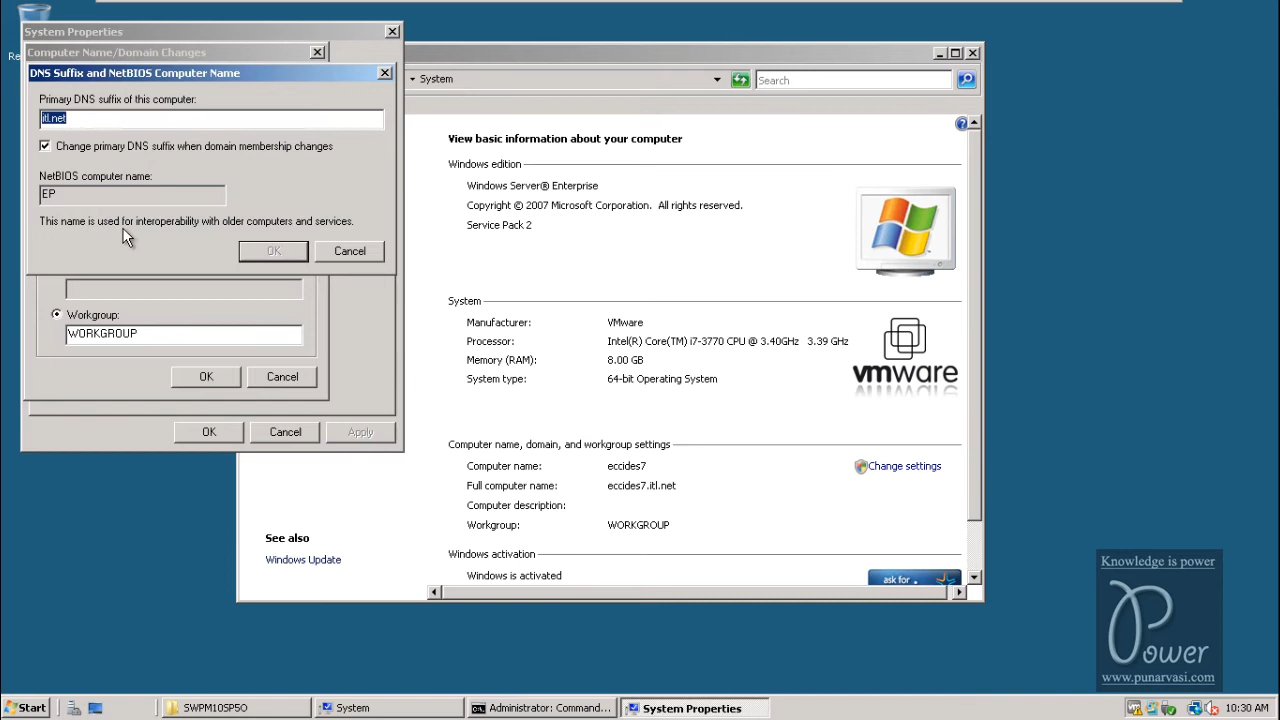 Re
System Properties
Computer Name/Domain Changes
DNS Suffix and NetBIOS Computer Name
Primary DNS suffix of this computer:
itl.net
Change primary DNS suffix when domain membership changes
NetBIOS computer name:
EP
This name is used for interoperability with older computers and services.
OK
Cancel
Workgroup:
WORKGROUP
OK
Cancel
OK
Cancel
Apply
System
Search
View basic information about your computer
Windows edition
Windows Server® Enterprise
Copyright © 2007 Microsoft Corporation. All rights reserved.
Service Pack 2
System
Manufacturer: VMware
Processor: Intel(R) Core(TM) i7-3770 CPU @ 3.40GHz 3.39 GHz
Memory (RAM): 8.00 GB
System type: 64-bit Operating System
vmware
Computer name, domain, and workgroup settings
Computer name: eccides7
Change settings
Full computer name: eccides7.itl.net
Computer description:
Workgroup: WORKGROUP
Windows activation
Windows is activated
ask for
See also
Windows Update
Knowledge is power
Power
www.punarvasi.com
Start
SWPM10SP5O
System
Administrator: Command...
System Properties
10:30 AM